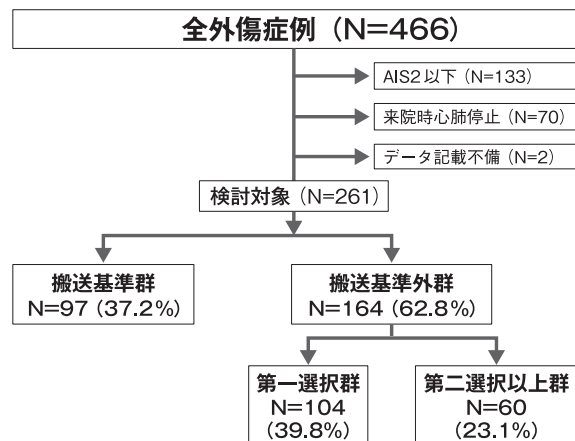 全外傷症例（N=466）
AIS2以下（N=133）
来院時心肺停止（N=70）
データ記載不備（N=2）
検討対象（N=261）
搬送基準群
N=97（37.2%）
搬送基準外群
N=164（62.8%）
第一選択群
N=104
（39.8%）
第二選択以上群
N=60
（23.1%）